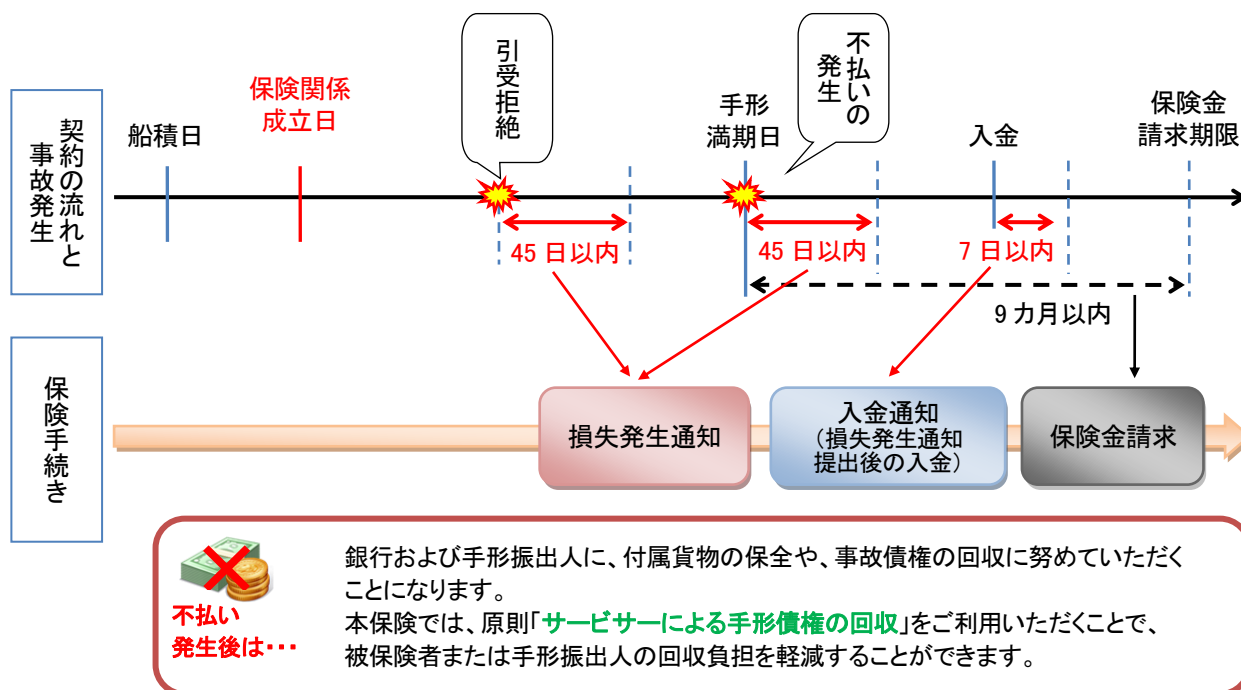 引受拒絶
不払いの
発生
保険関係
成立日
手形
満期日
保険金
請求期限
船積日
入金
契約の流れと
事故発生
45 日以内
45 日以内
7 日以内
9 カ月以内
保険手続き
損失発生通知
入金通知
（損失発生通知
提出後の入金）
保険金請求
不払い
発生後は・・・
銀行および手形振出人に、付属貨物の保全や、事故債権の回収に努めていただく
ことになります。
本保険では、原則「サービサーによる手形債権の回収」をご利用いただくことで、
被保険者または手形振出人の回収負担を軽減することができます。